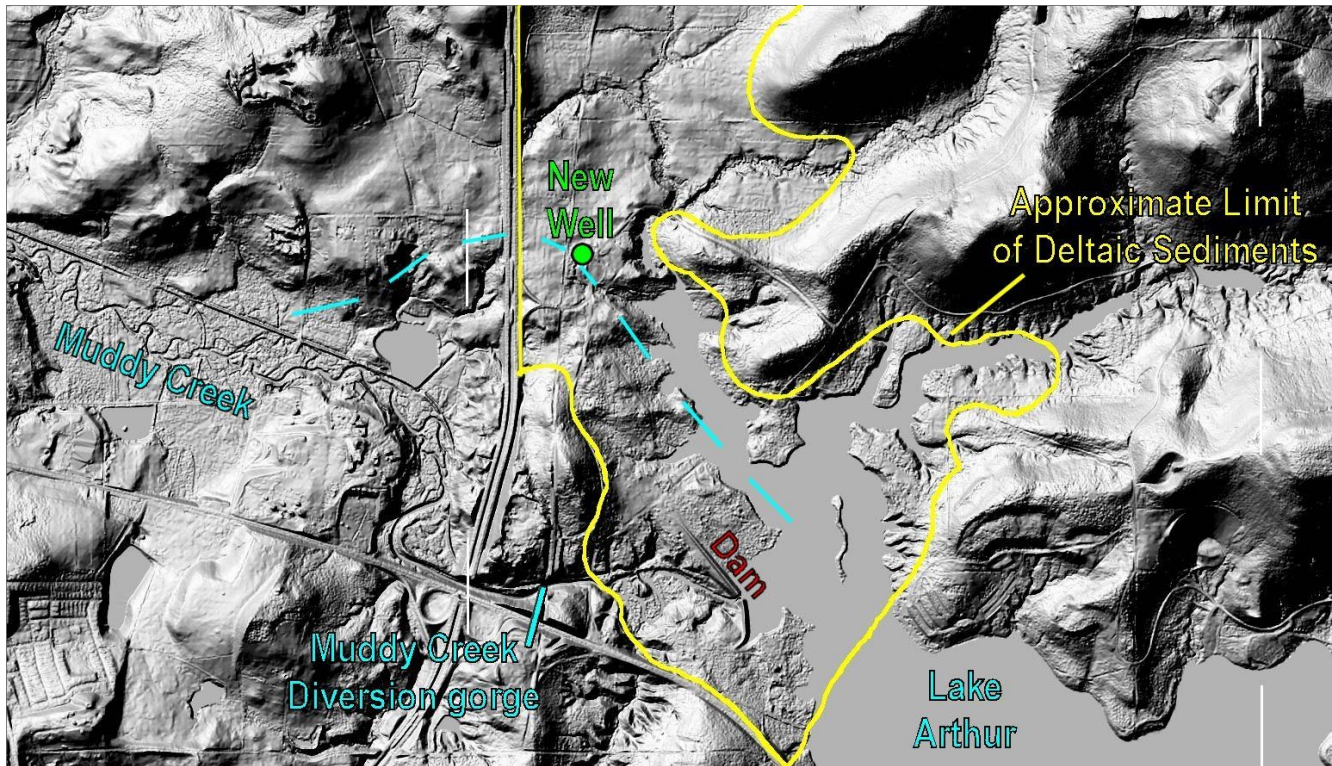 New
Well
Approximate Limit
of Deltaic Sediments
Muddy Creek
Dam
Muddy Creek
Diversion gorge
Lake
Arthur